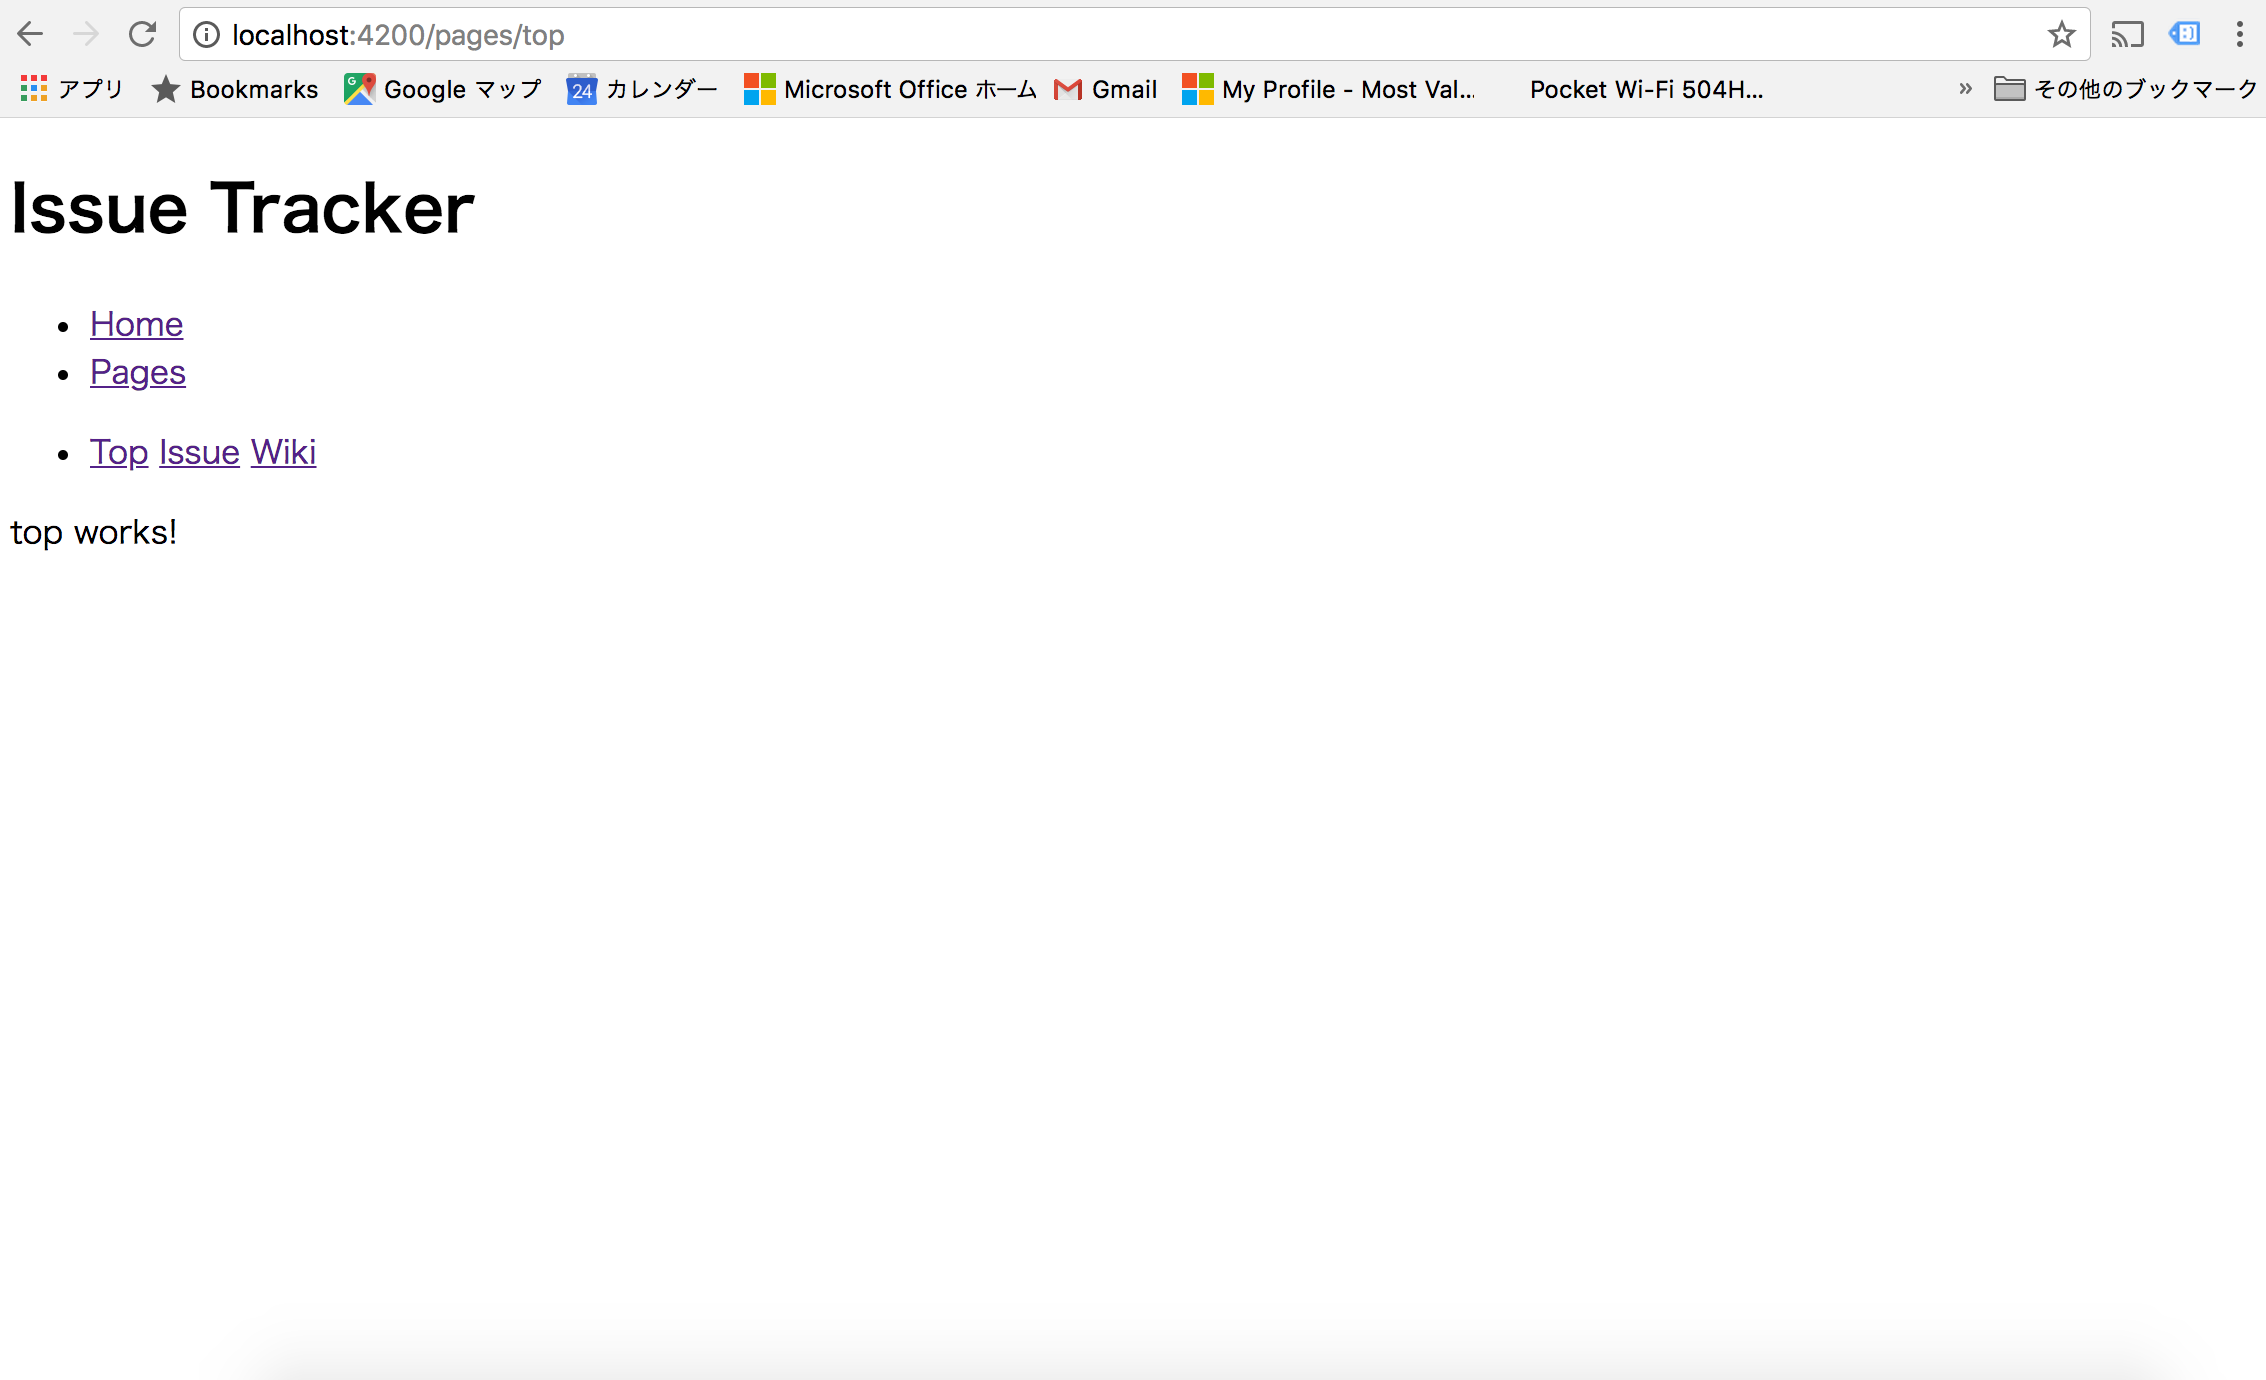 localhost:4200/pages/top
アプリ Bookmarks Google マップ 24 カレンダー Microsoft Office ホーム Gmail My Profile - Most Val... Pocket Wi-Fi 504H... » その他のブックマーク
Issue Tracker
Home
Pages
Top Issue Wiki
top works!